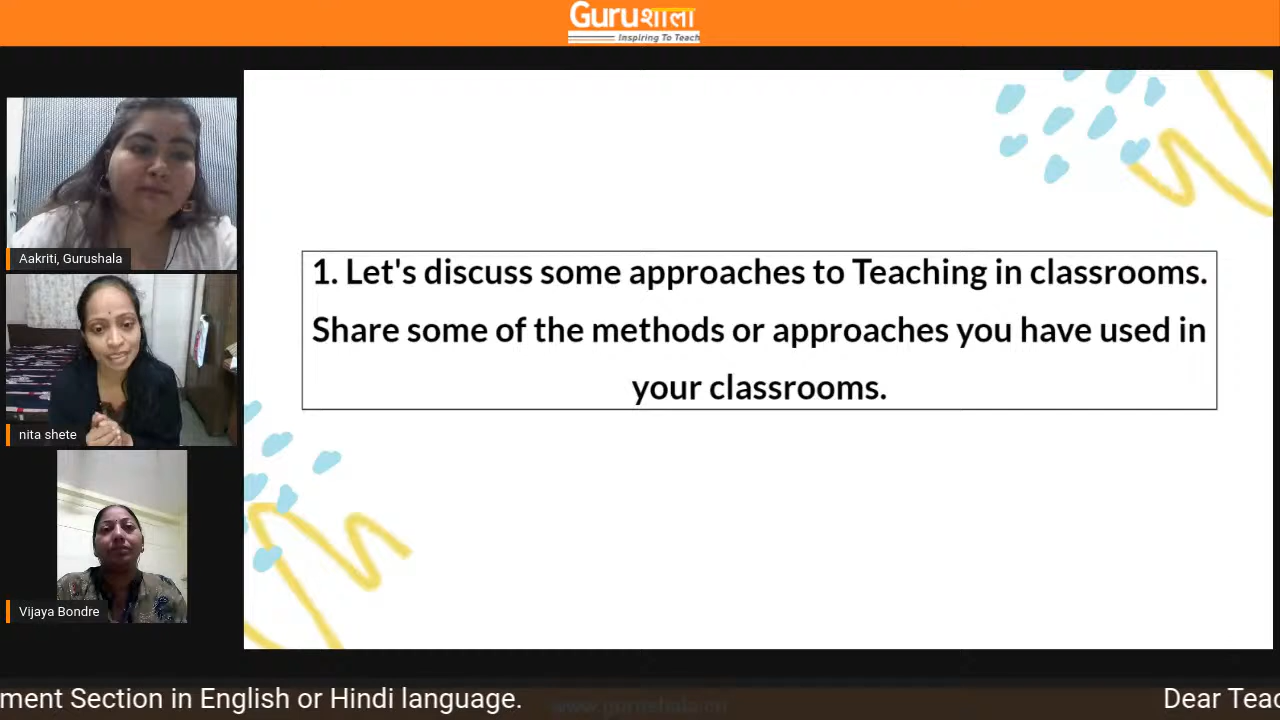 Guruशाला
Inspiring To Teach
Aakriti, Gurushala
nita shete
Vijaya Bondre
1. Let's discuss some approaches to Teaching in classrooms.
Share some of the methods or approaches you have used in
your classrooms.
ment Section in English or Hindi language.
Dear Teac